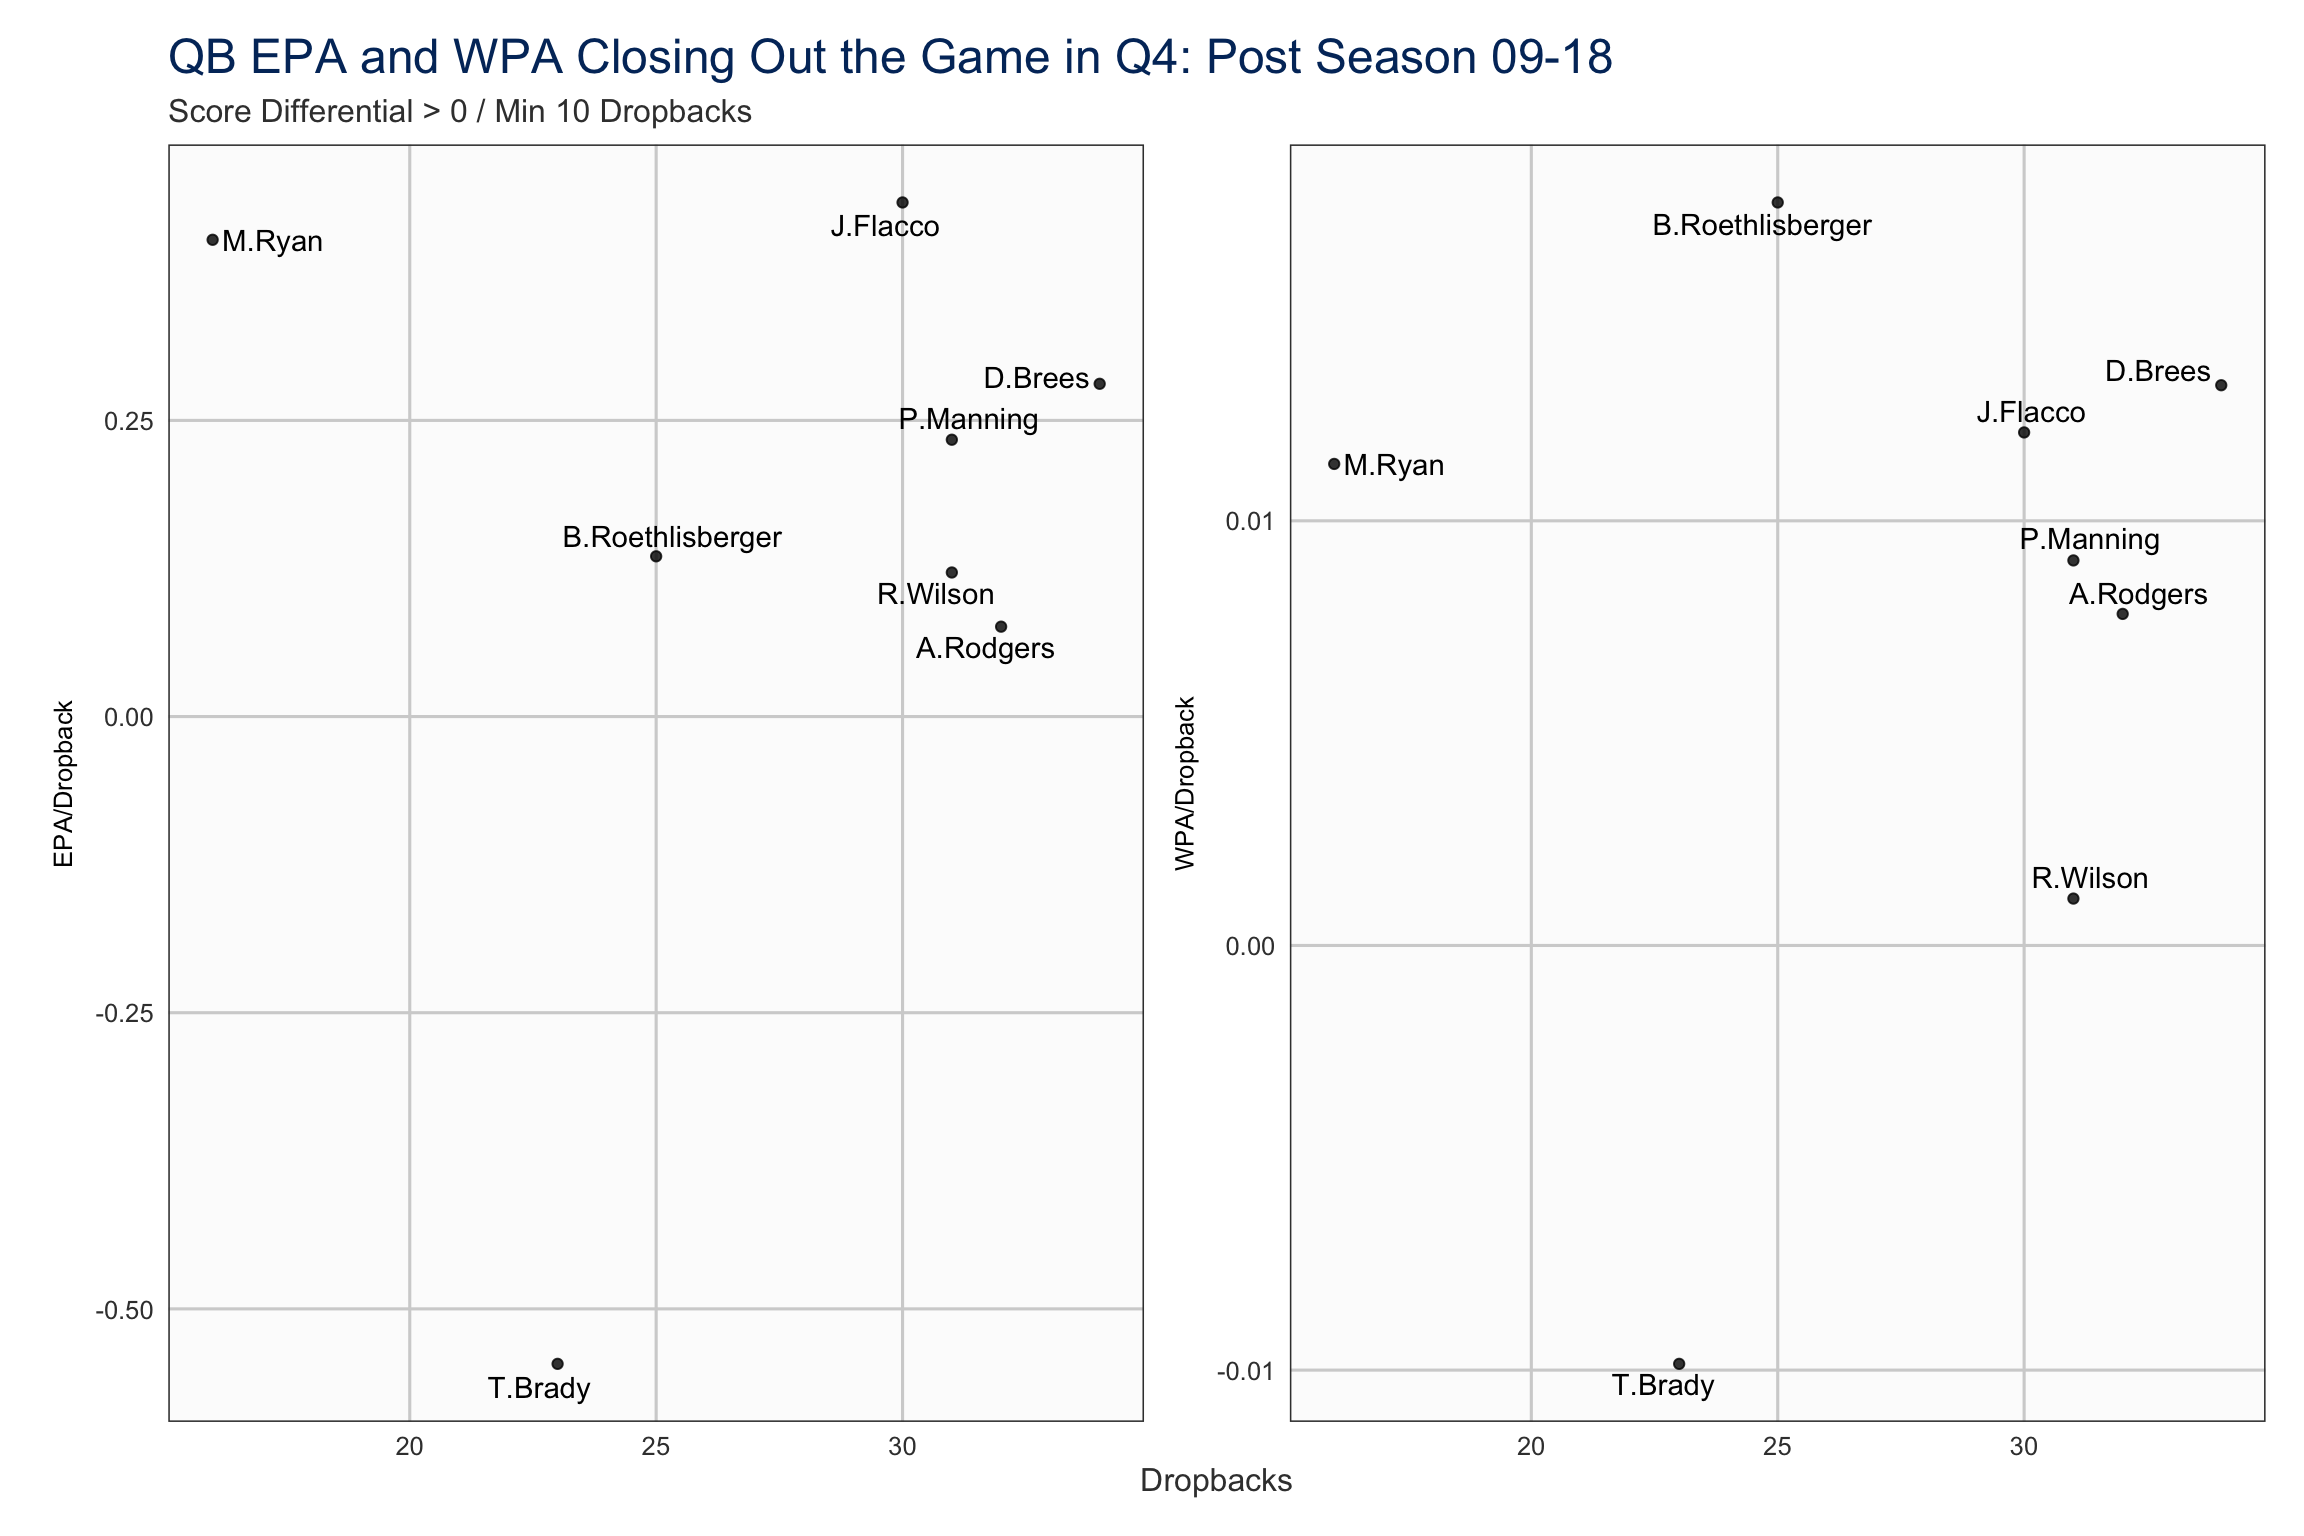 QB EPA and WPA Closing Out the Game in Q4: Post Season 09-18
Score Differential > 0 / Min 10 Dropbacks
EPA/Dropback
0.25
0.00
-0.25
-0.50
M.Ryan
J.Flacco
D.Brees
P.Manning
B.Roethlisberger
R.Wilson
A.Rodgers
T.Brady
20 25 30
WPA/Dropback
0.01
0.00
-0.01
B.Roethlisberger
D.Brees
J.Flacco
M.Ryan
P.Manning
A.Rodgers
R.Wilson
T.Brady
20 25 30
Dropbacks